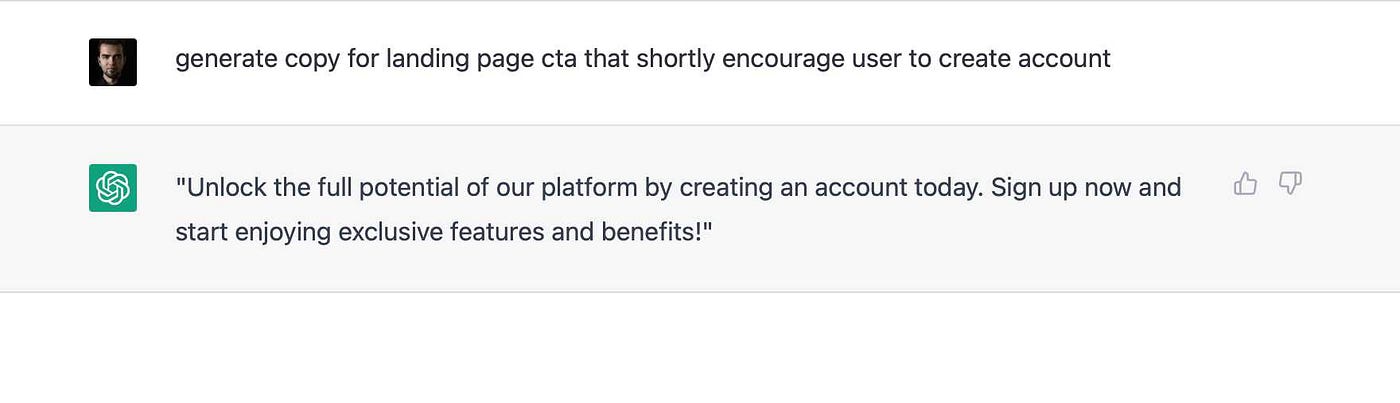 generate copy for landing page cta that shortly encourage user to create account
"Unlock the full potential of our platform by creating an account today. Sign up now and
start enjoying exclusive features and benefits!"